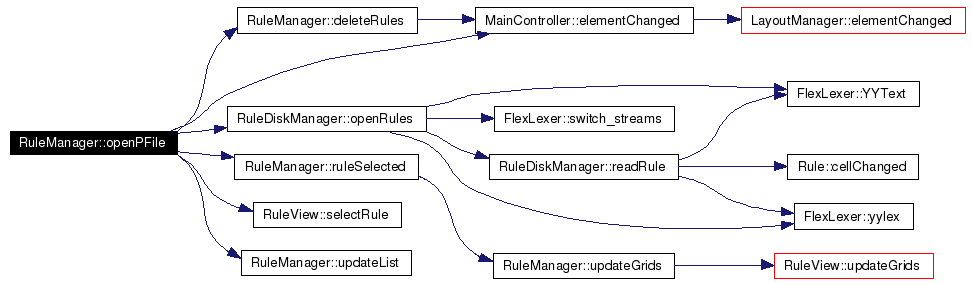 RuleManager::deleteRules
MainController::elementChanged
LayoutManager::elementChanged
FlexLexer::YYText
RuleDiskManager::openRules
FlexLexer::switch_streams
RuleManager::openPFile
RuleManager::ruleSelected
RuleDiskManager::readRule
Rule::cellChanged
RuleView::selectRule
FlexLexer::yylex
RuleManager::updateList
RuleManager::updateGrids
RuleView::updateGrids